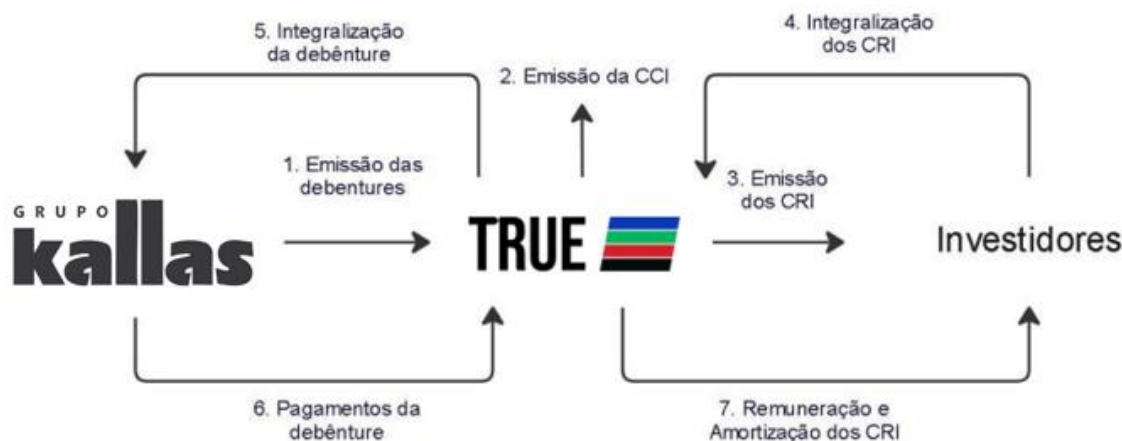 5. Integralização
da debênture
4. Integralização
dos CRI
2. Emissão da CCI
1. Emissão das
debentures
3. Emissão
dos CRI
GRUPO
kallas
TRUE
Investidores
6. Pagamentos da
debênture
7. Remuneração e
Amortização dos CRI